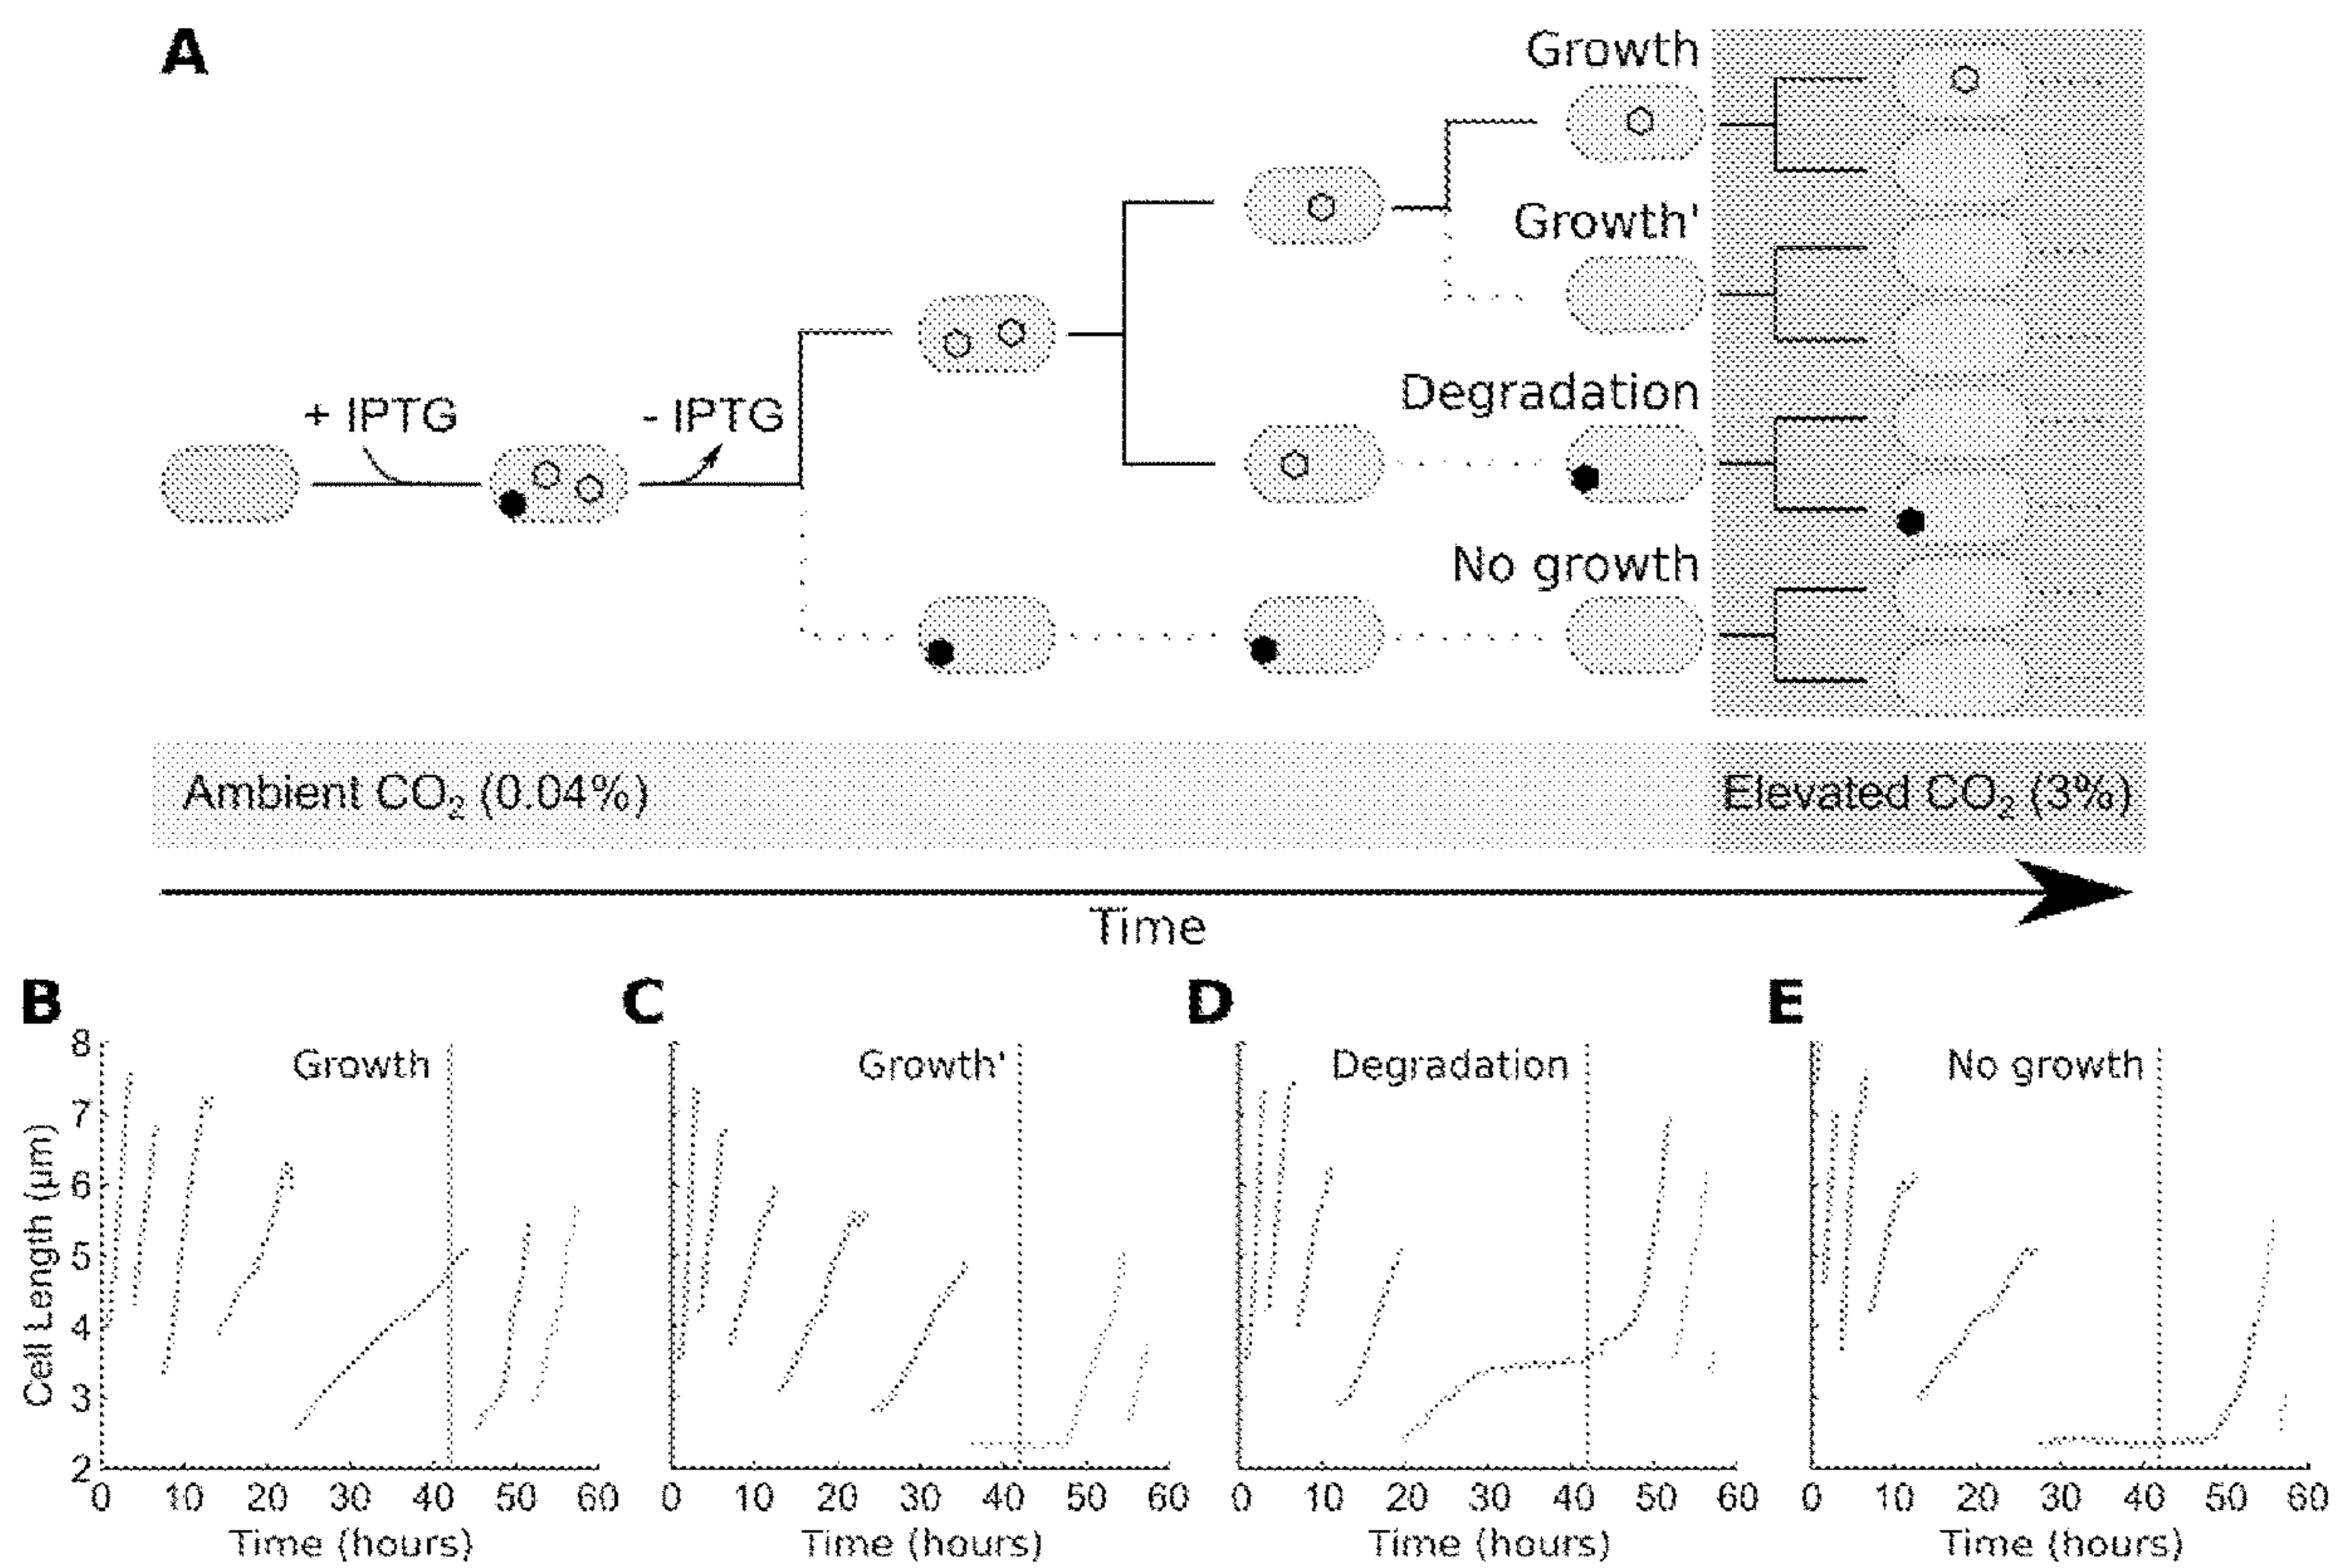 A
Growth
Growth'
Degradation
No growth
+ IPTG
- IPTG
Ambient CO₂ (0.04%)
Elevated CO₂ (3%)
Time
B
C
D
E
Growth
Growth'
Degradation
No growth
Cell Length (µm)
8
7
6
5
4
3
2
0 10 20 30 40 50 60
0 10 20 30 40 50 60
0 10 20 30 40 50 60
0 10 20 30 40 50 60
Time (hours)
Time (hours)
Time (hours)
Time (hours)